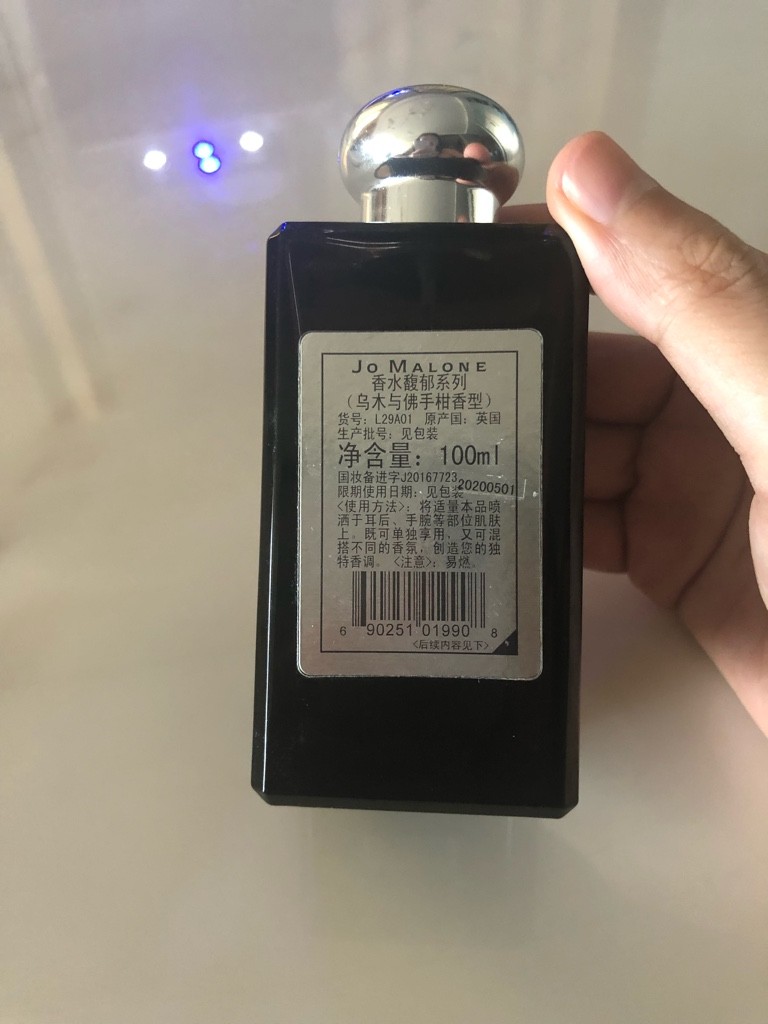 JO MALONE
香水馥郁系列
（乌木与佛手柑香型）
货号：L29A01 原产国：英国
生产批号：见包装
净含量：100ml
国妆备进字J20167723
限期使用日期：见包装 20200501
<使用方法>：将适量本品喷
洒于耳后、手腕等部位肌肤
上。既可单独享用，又可混
搭不同的香氛，创造您的独
特香调。<注意>：易燃。
6 90251 01990 8
<后续内容见下>